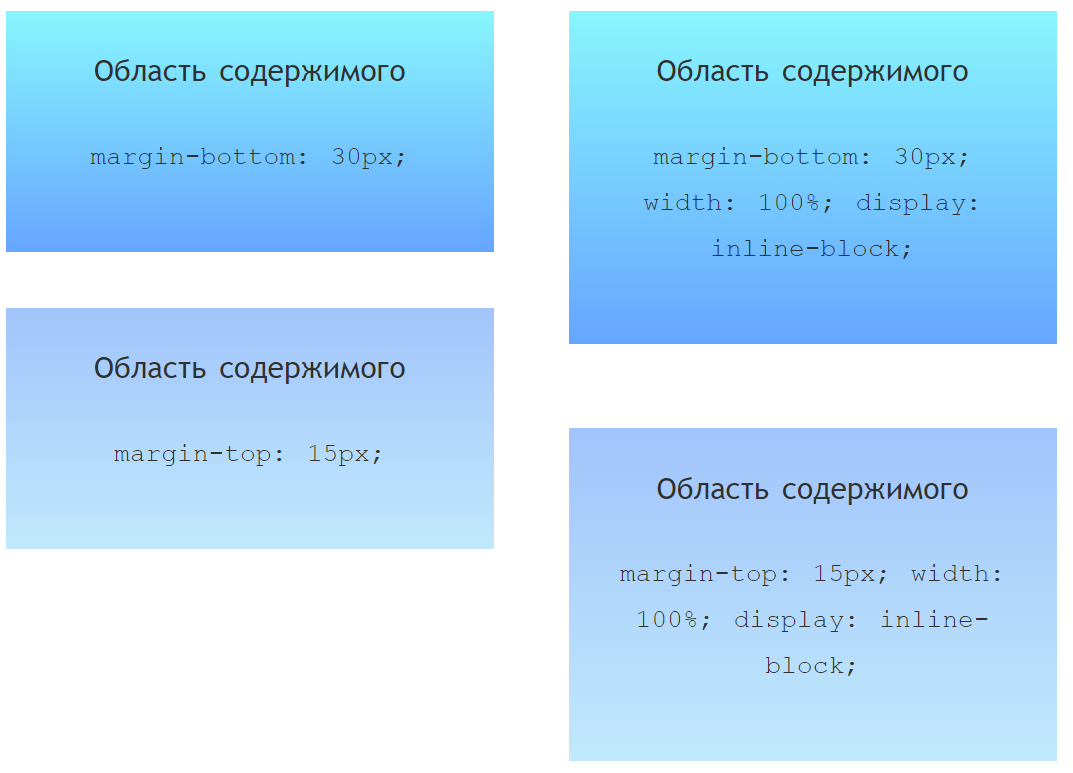 Область содержимого
margin-bottom: 30px;
Область содержимого
margin-top: 15px;
Область содержимого
margin-bottom: 30px;
width: 100%; display:
inline-block;
Область содержимого
margin-top: 15px; width:
100%; display: inline-
block;